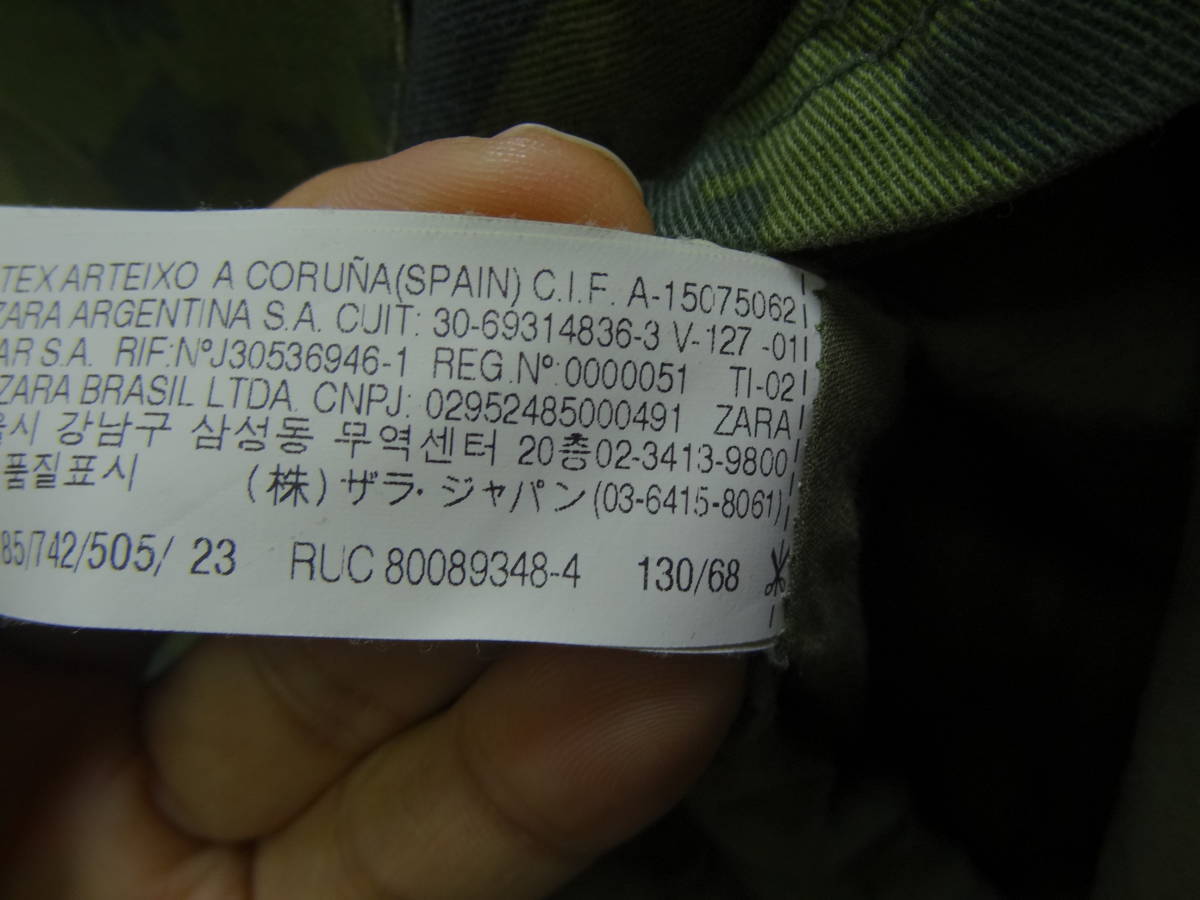 TEX ARTEIXO A CORUÑA(SPAIN) C.I.F. A-15075062
ZARA ARGENTINA S.A. CUIT: 30-69314836-3 V-127 -01
AR S.A. RIF:NºJ30536946-1 REG.Nº:0000051 TI-02
ZARA BRASIL LTDA. CNPJ: 02952485000491 ZARA
시 강남구 삼성동 무역센터 20층02-3413-9800
품질표시 (株)ザラ・ジャパン(03-6415-8061)
85/742/505/ 23 RUC 80089348-4 130/68